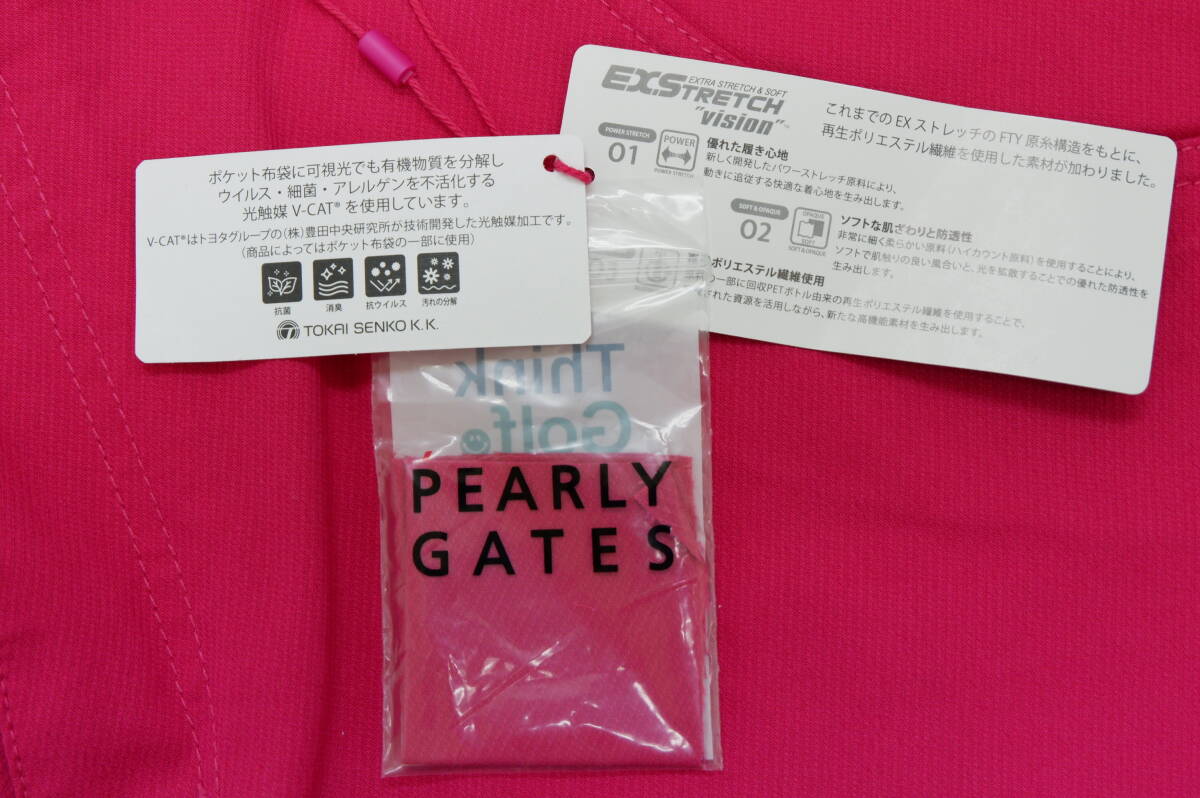 ポケット布袋に可視光でも有機物質を分解し
ウイルス・細菌・アレルゲンを不活化する
光触媒 V-CAT® を使用しています。
V-CAT®はトヨタグループの(株)豊田中央研究所が技術開発した光触媒加工です。
(商品によってはポケット布袋の一部に使用)
抗菌 消臭 抗ウイルス 汚れの分解
TOKAI SENKO K.K.
EXTRA STRETCH & SOFT
EX.STRETCH
"vision"
これまでの EX ストレッチの FTY 原糸構造をもとに、
再生ポリエステル繊維を使用した素材が加わりました。
POWER STRETCH
01
POWER
POWER STRETCH
優れた履き心地
新しく開発したパワーストレッチ原料により、
動きに追従する快適な着心地を生み出します。
SOFT & OPAQUE
02
OPAQUE
SOFT
SOFT & OPAQUE
ソフトな肌ざわりと防透性
非常に細く柔らかい原料(ハイカウント原料)を使用することにより、
ソフトで肌触りの良い風合いと、光を拡散することでの優れた防透性を
生み出します。
ポリエステル繊維使用
の一部に回収PETボトル由来の再生ポリエステル繊維を使用することで、
された資源を活用しながら、新たな高機能素材を生み出します。
Think
Golf
PEARLY
GATES